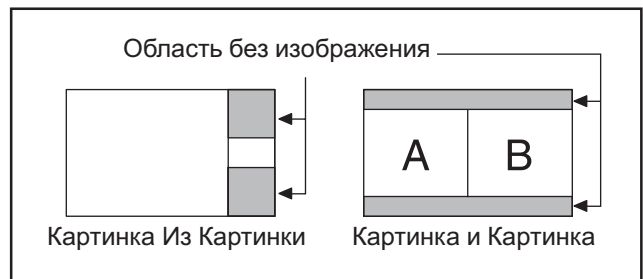 Область без изображения
A B
Картинка Из Картинки Картинка и Картинка